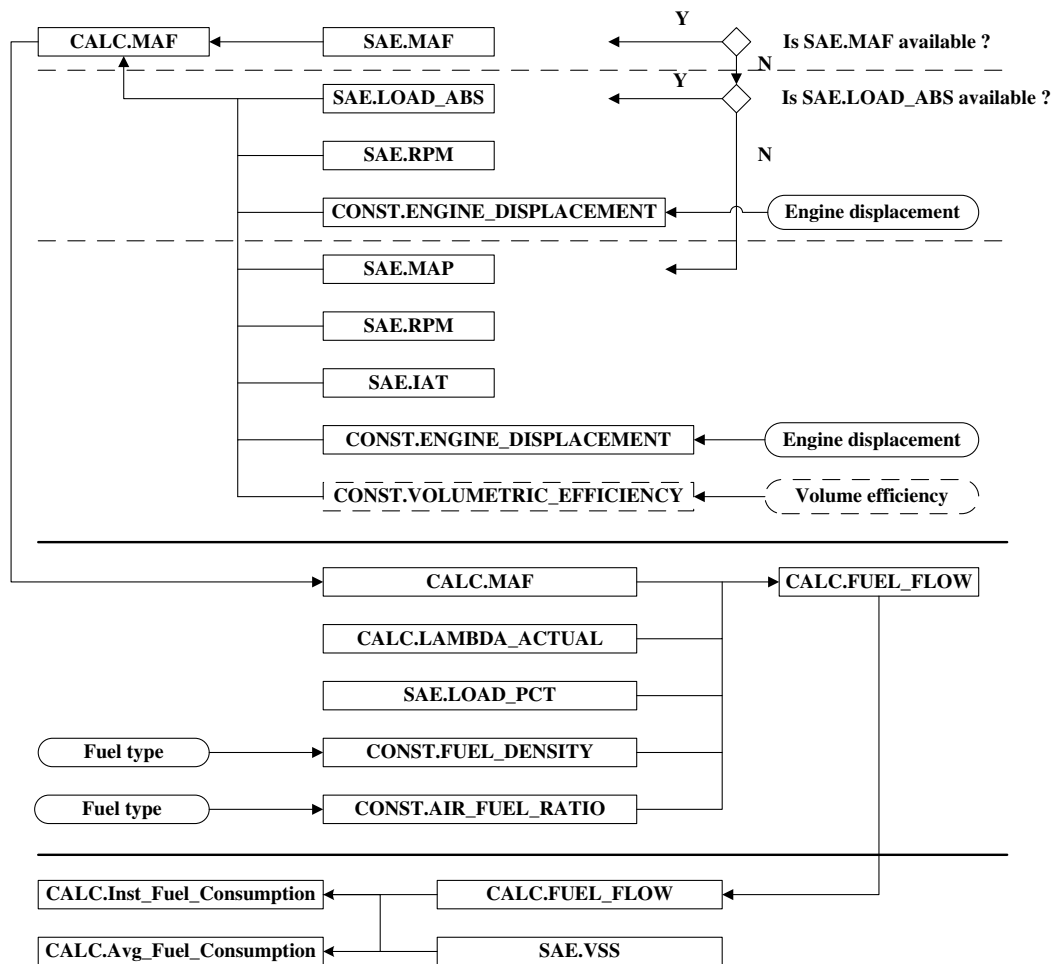 Y
CALC.MAF
SAE.MAF
Is SAE.MAF available ?
N
Y
SAE.LOAD_ABS
Is SAE.LOAD_ABS available ?
SAE.RPM
N
CONST.ENGINE_DISPLACEMENT
Engine displacement
SAE.MAP
SAE.RPM
SAE.IAT
CONST.ENGINE_DISPLACEMENT
Engine displacement
CONST.VOLUMETRIC_EFFICIENCY
Volume efficiency
CALC.MAF
CALC.FUEL_FLOW
CALC.LAMBDA_ACTUAL
SAE.LOAD_PCT
Fuel type
CONST.FUEL_DENSITY
Fuel type
CONST.AIR_FUEL_RATIO
CALC.Inst_Fuel_Consumption
CALC.FUEL_FLOW
CALC.Avg_Fuel_Consumption
SAE.VSS